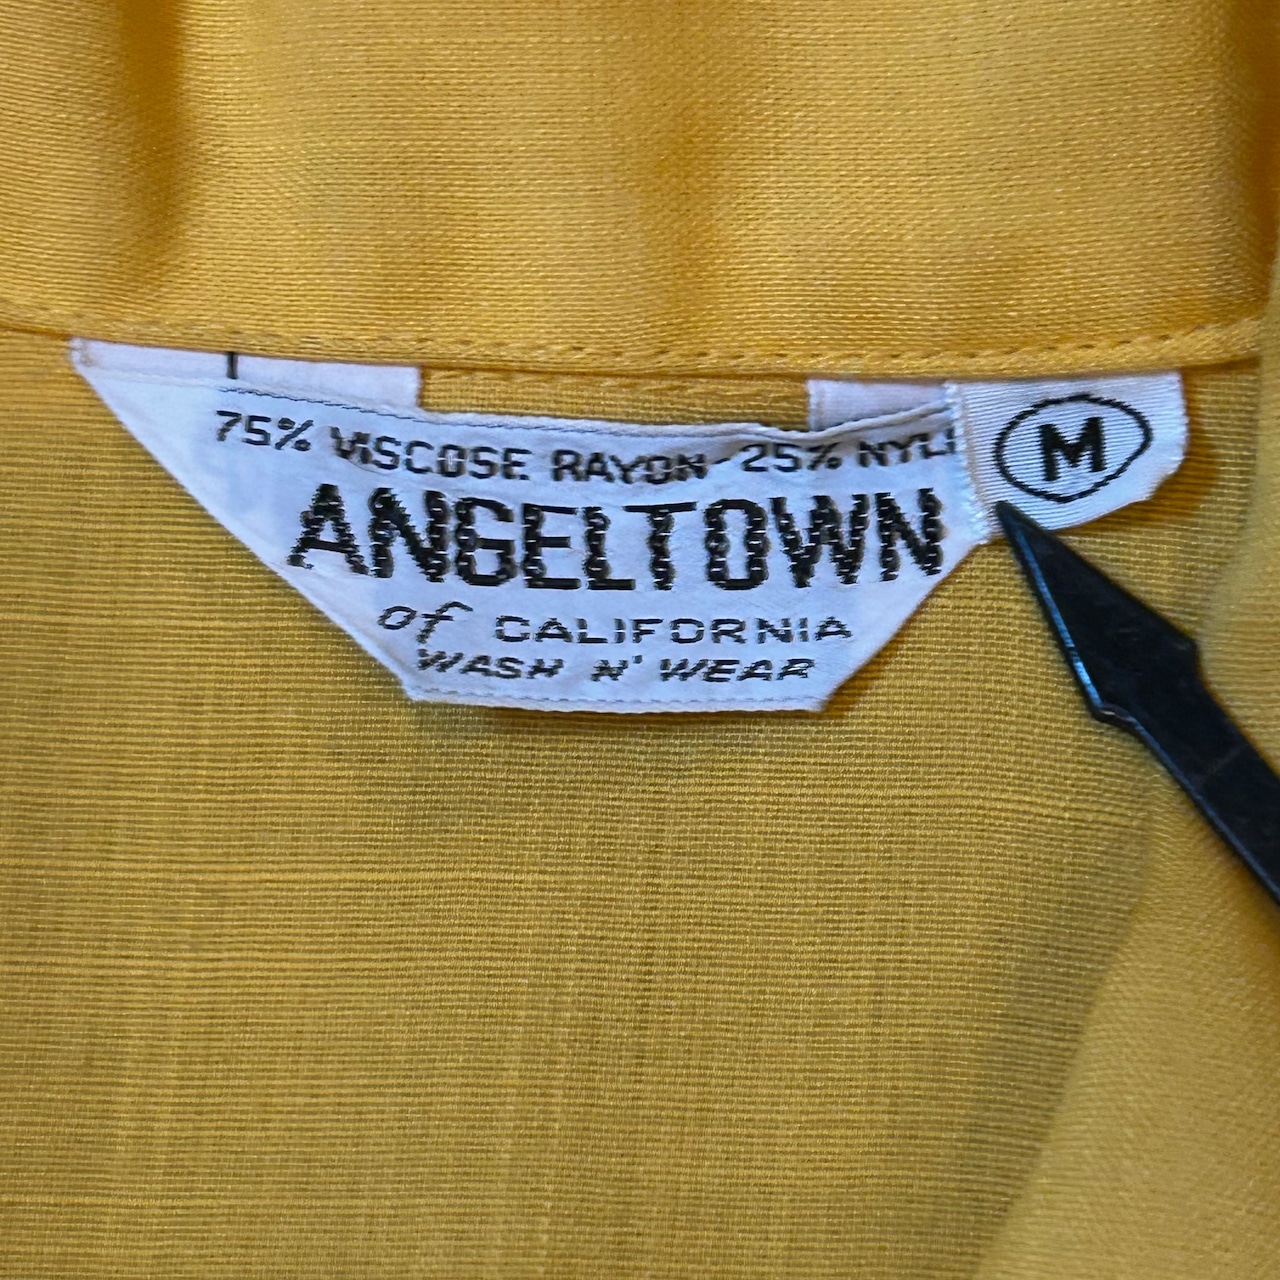 75% VISCOSE RAYON-25% NYL
ANGELTOWN
of CALIFORNIA
WASH N' WEAR
M